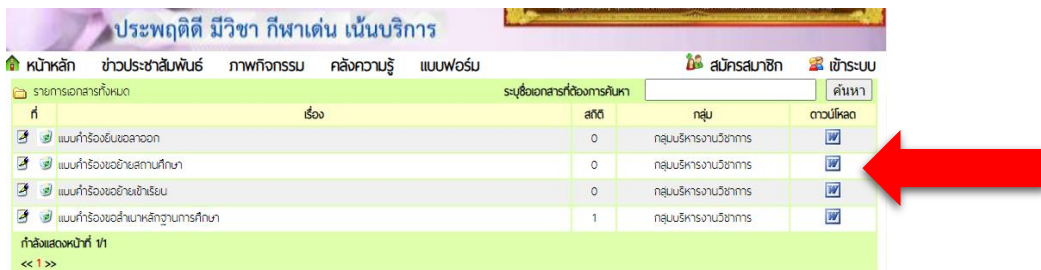 ประพฤติดี มีวิชา กีฬาเด่น เน้นบริการ
หน้าหลัก ข่าวประชาสัมพันธ์ ภาพกิจกรรม คลังความรู้ แบบฟอร์ม สมัครสมาชิก เข้าระบบ
รายการเอกสารทั้งหมด ระบุชื่อเอกสารที่ต้องการค้นหา ค้นหา
ที่ เรื่อง สถิติ กลุ่ม ดาวน์โหลด
แบบคำร้องยื่นขอลาออก 0 กลุ่มบริหารงานวิชาการ
แบบคำร้องขอย้ายสถานศึกษา 0 กลุ่มบริหารงานวิชาการ
แบบคำร้องขอย้ายเข้าเรียน 0 กลุ่มบริหารงานวิชาการ
แบบคำร้องขอสำเนาหลักฐานการศึกษา 1 กลุ่มบริหารงานวิชาการ
กำลังแสดงหน้าที่ 1/1
<< 1 >>